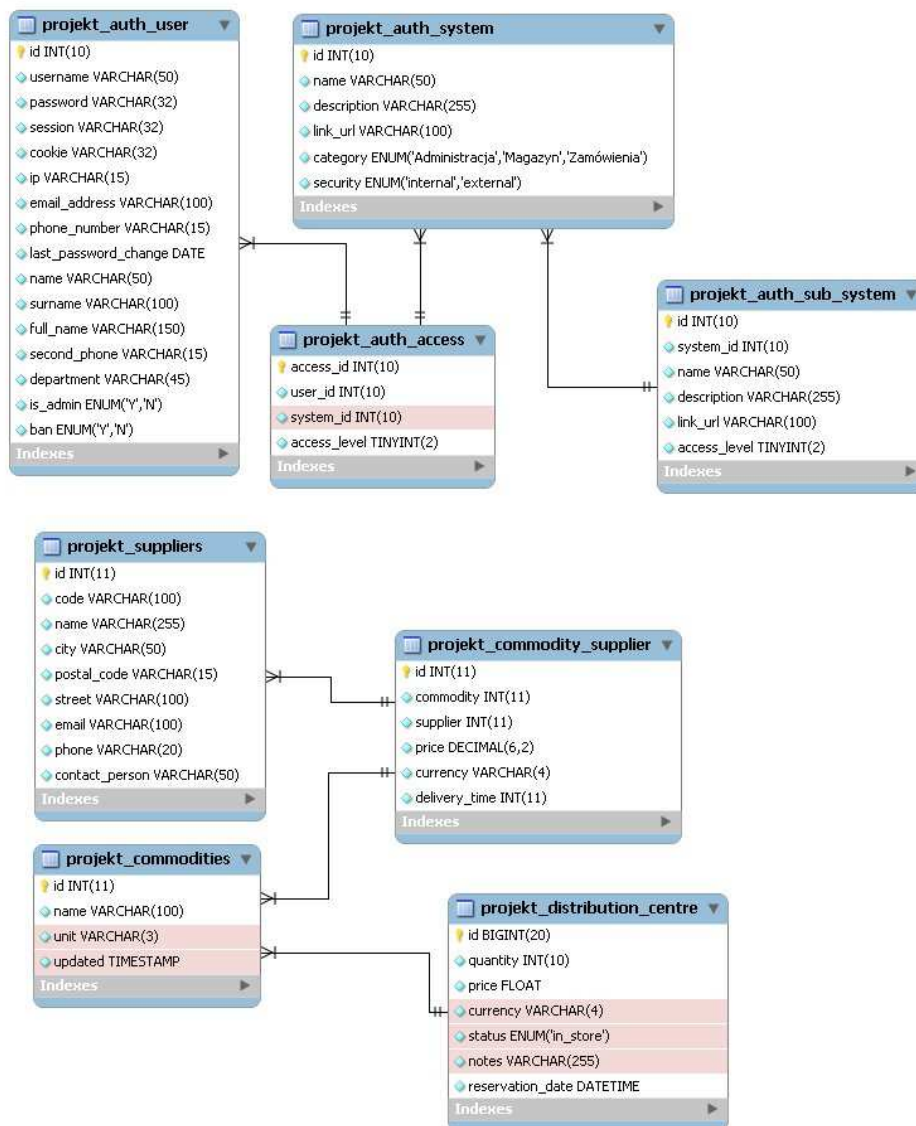 projekt_auth_user
id INT(10)
username VARCHAR(50)
password VARCHAR(32)
session VARCHAR(32)
cookie VARCHAR(32)
ip VARCHAR(15)
email_address VARCHAR(100)
phone_number VARCHAR(15)
last_password_change DATE
name VARCHAR(50)
surname VARCHAR(100)
full_name VARCHAR(150)
second_phone VARCHAR(15)
department VARCHAR(45)
is_admin ENUM('Y','N')
ban ENUM('Y','N')
Indexes
projekt_auth_system
id INT(10)
name VARCHAR(50)
description VARCHAR(255)
link_url VARCHAR(100)
category ENUM('Administracja','Magazyn','Zamówienia')
security ENUM('internal','external')
Indexes
projekt_auth_access
access_id INT(10)
user_id INT(10)
system_id INT(10)
access_level TINYINT(2)
Indexes
projekt_auth_sub_system
id INT(10)
system_id INT(10)
name VARCHAR(50)
description VARCHAR(255)
link_url VARCHAR(100)
access_level TINYINT(2)
Indexes
projekt_suppliers
id INT(11)
code VARCHAR(100)
name VARCHAR(255)
city VARCHAR(50)
postal_code VARCHAR(15)
street VARCHAR(100)
email VARCHAR(100)
phone VARCHAR(20)
contact_person VARCHAR(50)
Indexes
projekt_commodity_supplier
id INT(11)
commodity INT(11)
supplier INT(11)
price DECIMAL(6,2)
currency VARCHAR(4)
delivery_time INT(11)
Indexes
projekt_commodities
id INT(11)
name VARCHAR(100)
unit VARCHAR(3)
updated TIMESTAMP
Indexes
projekt_distribution_centre
id BIGINT(20)
quantity INT(10)
price FLOAT
currency VARCHAR(4)
status ENUM('in_store')
notes VARCHAR(255)
reservation_date DATETIME
Indexes